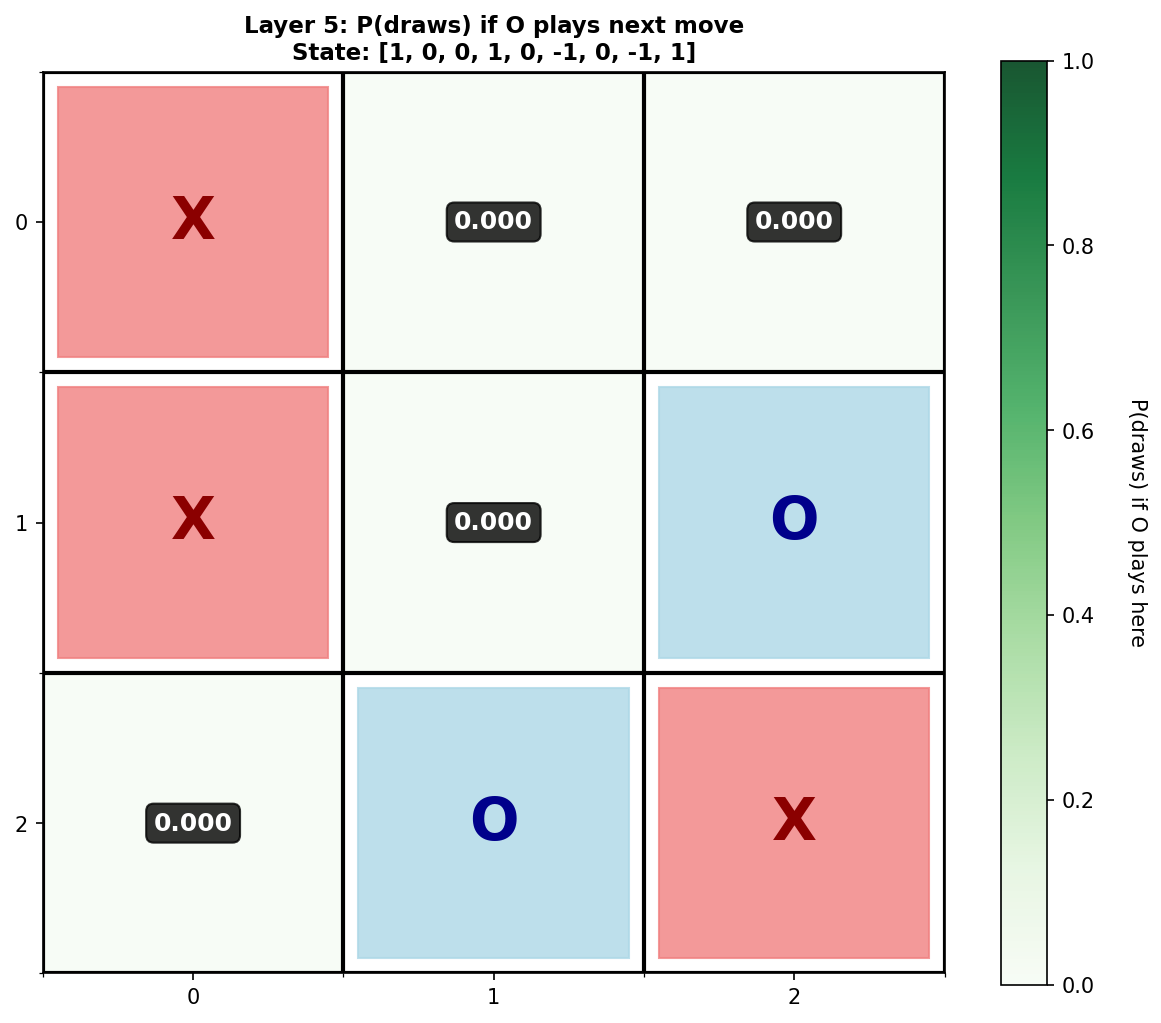 Layer 5: P(draws) if O plays next move
State: [1, 0, 0, 1, 0, -1, 0, -1, 1]
1.0
0.8
0.6
0.4
0.2
0.0
P(draws) if O plays here
0
X
0.000
0.000
1
X
0.000
O
2
0.000
O
X
0
1
2